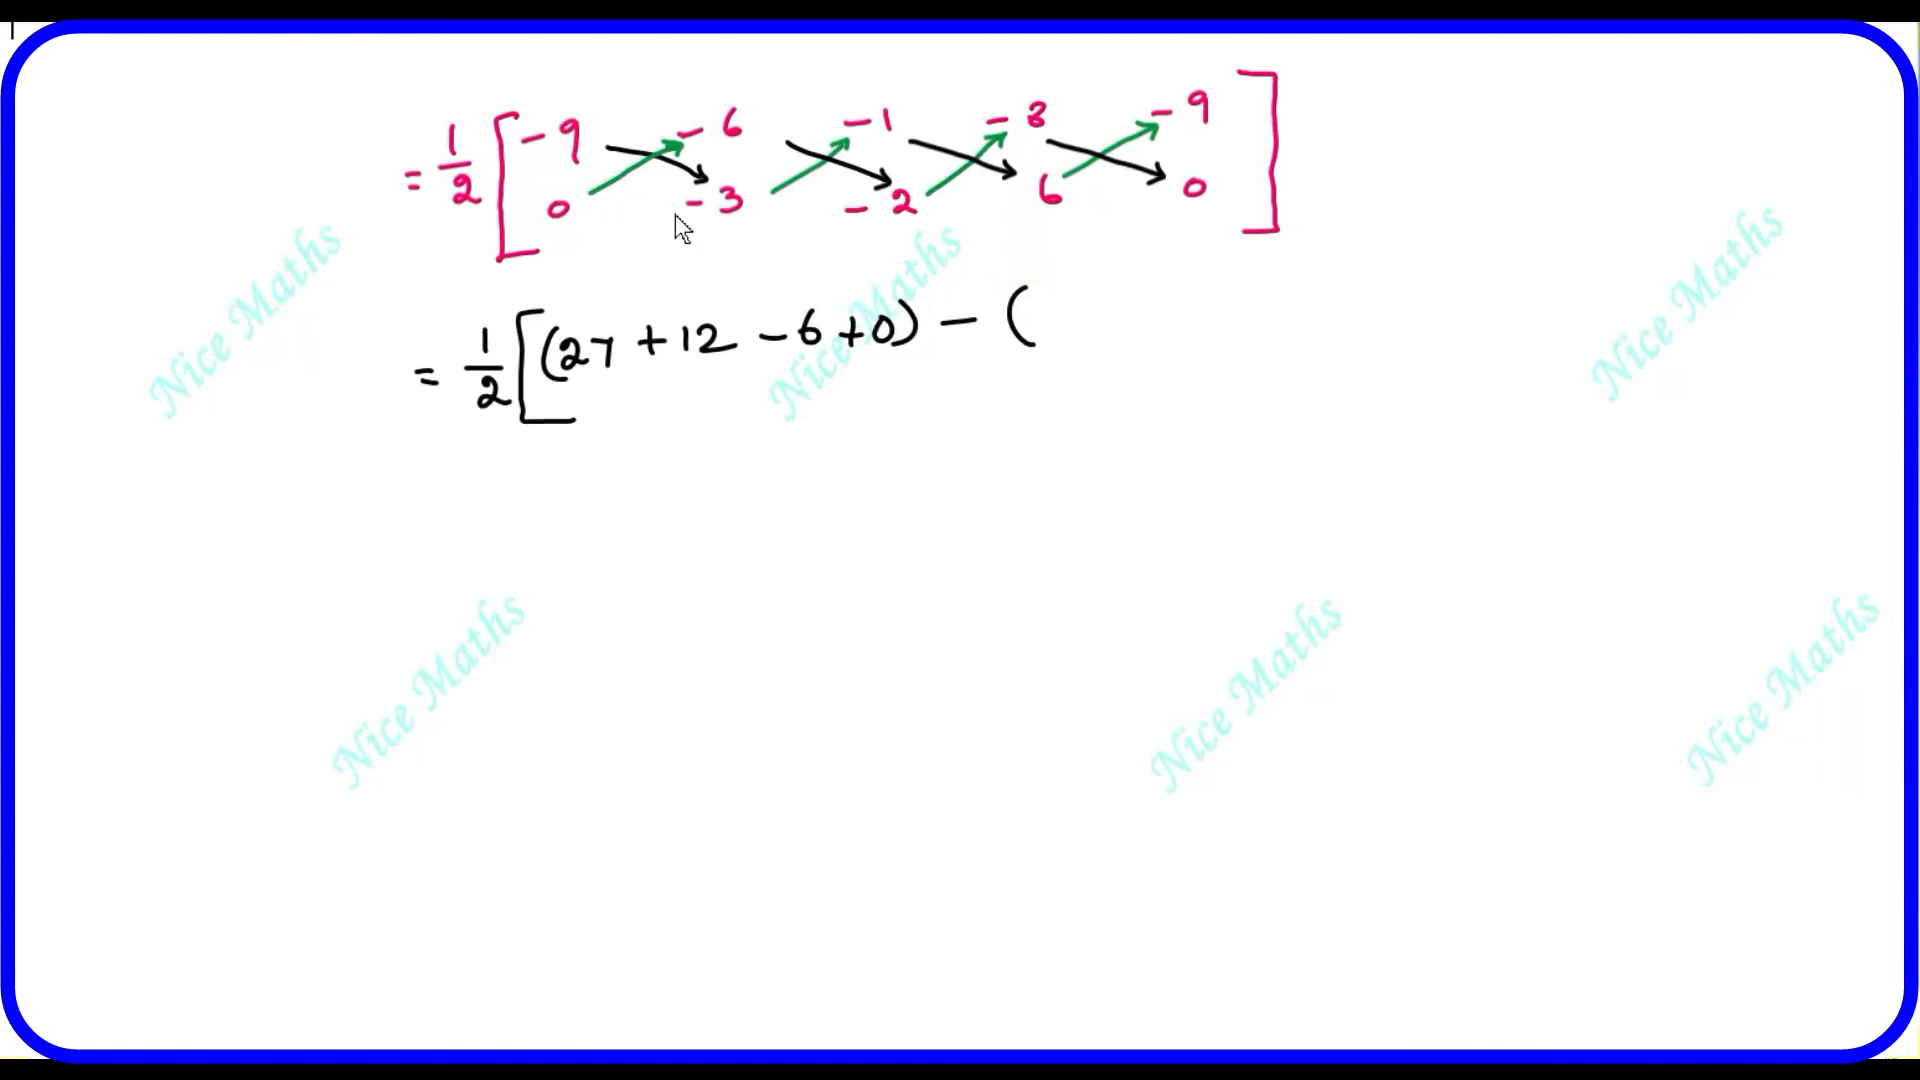 = 1/2 [ -9 -6 -1 -3 -9 ]
0 -3 -2 6 0
= 1/2 [ (27 + 12 - 6 + 0) - (
Nice Maths
Nice Maths
Nice Maths
Nice Maths
Nice Maths
Nice Maths